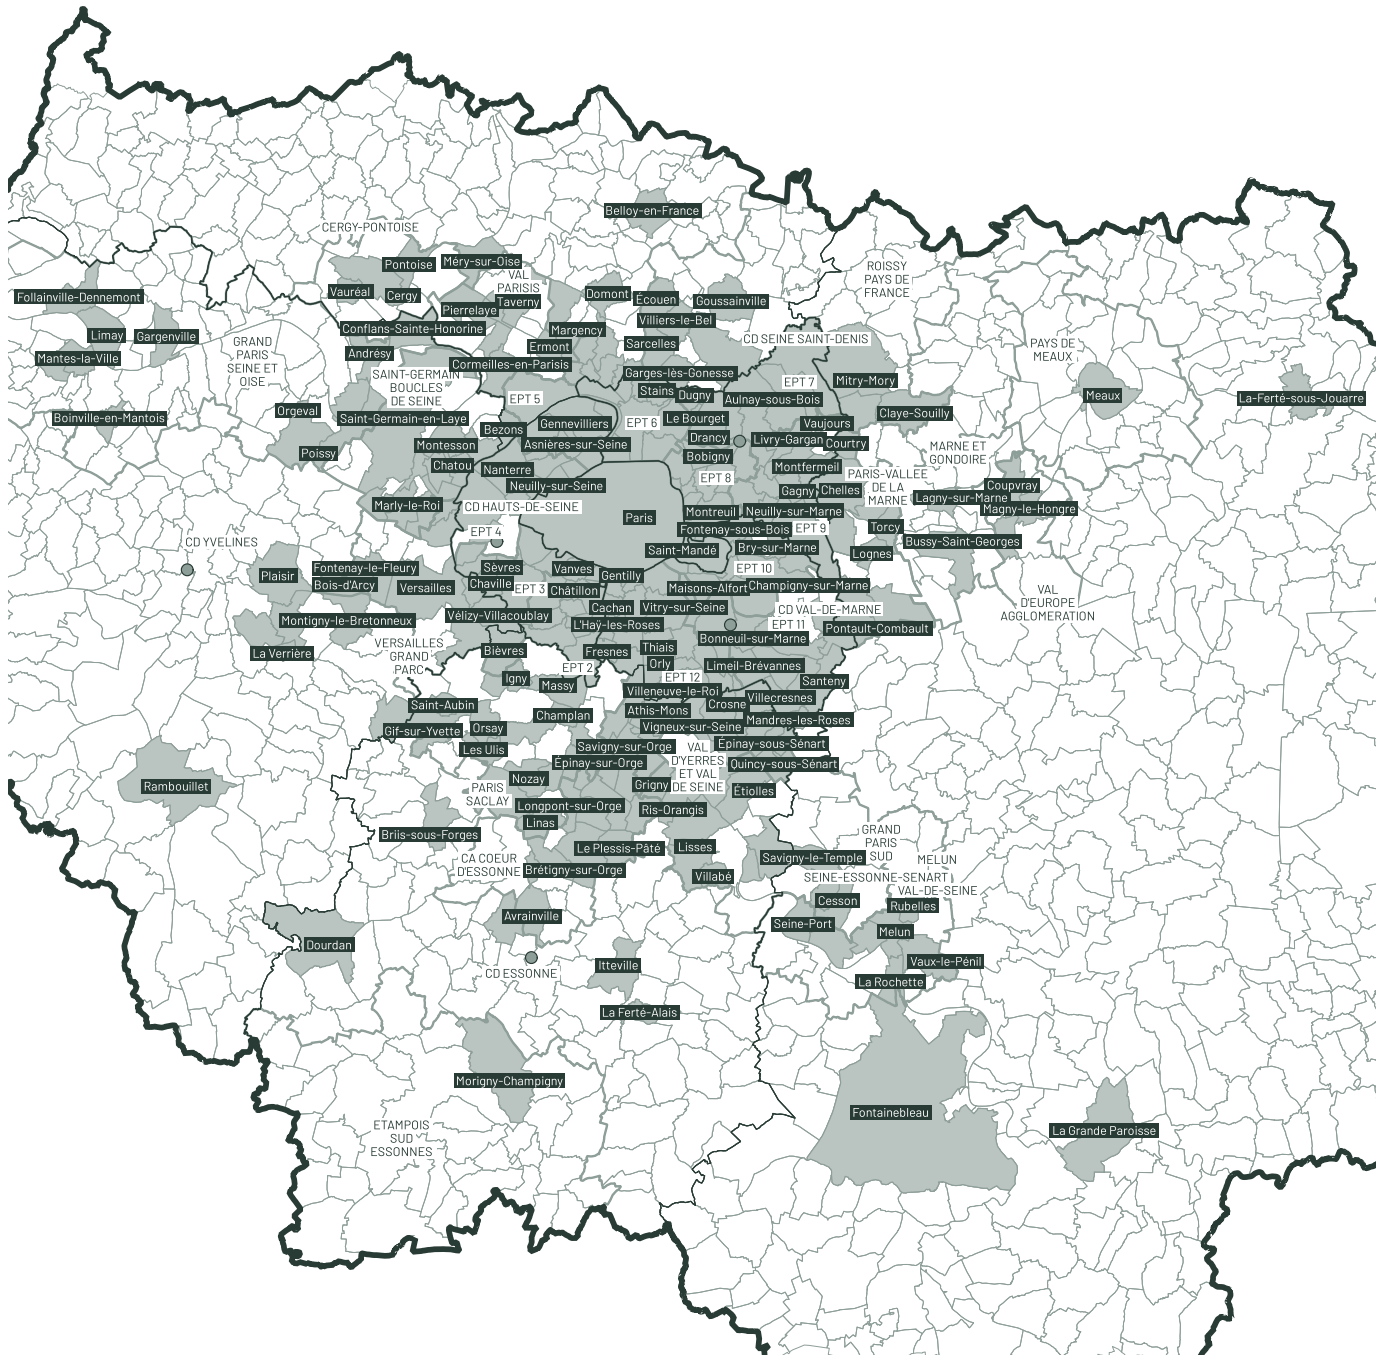 Belloy-en-France
CERGY-PONTOISE
Pontoise
Méry-sur-Oise
VAL
PARISIS
ROISSY
PAYS DE
FRANCE
Vauréal
Cergy
Taverny
Pierrelaye
Domont
Écouen
Goussainville
Follainville-Dennemont
Limay
Gargenville
Mantes-la-Ville
Conflans-Sainte-Honorine
Margency
Villiers-le-Bel
Ermont
Sarcelles
CD SEINE SAINT-DENIS
GRAND
PARIS
SEINE ET
OISE
Andrésy
Cormeilles-en-Parisis
Garges-lès-Gonesse
PAYS DE
MEAUX
SAINT-GERMAIN
BOUCLES
DE SEINE
EPT 7
Mitry-Mory
Stains
Dugny
Aulnay-sous-Bois
EPT 5
Meaux
La-Ferté-sous-Jouarre
Orgeval
Boinville-en-Mantois
Saint-Germain-en-Laye
Claye-Souilly
Le Bourget
Vaujours
EPT 6
Gennevilliers
Bezons
Asnières-sur-Seine
Drancy
Livry-Gargan
Courtry
Montesson
Poissy
Bobigny
MARNE ET
GONDOIRE
Chatou
Nanterre
Montfermeil
EPT 8
PARIS-VALLEE
DE LA
MARNE
Neuilly-sur-Seine
Gagny
Chelles
Coupvray
Lagny-sur-Marne
Magny-le-Hongre
Marly-le-Roi
CD HAUTS-DE-SEINE
Paris
Montreuil
Neuilly-sur-Marne
EPT 4
Fontenay-sous-Bois
EPT 9
Torcy
Bussy-Saint-Georges
CD YVELINES
Saint-Mandé
Bry-sur-Marne
Lognes
Fontenay-le-Fleury
Plaisir
Bois-d'Arcy
Versailles
Sèvres
Vanves
Gentilly
EPT 10
Chaville
EPT 3
Châtillon
Maisons-Alfort
Champigny-sur-Marne
VAL
D'EUROPE
AGGLOMERATION
Cachan
Vitry-sur-Seine
CD VAL-DE-MARNE
Montigny-le-Bretonneux
Vélizy-Villacoublay
L'Haÿ-les-Roses
EPT 11
Pontault-Combault
Bonneuil-sur-Marne
VERSAILLES
GRAND
PARC
La Verrière
Bièvres
Fresnes
Thiais
Orly
EPT 2
Limeil-Brévannes
Igny
Massy
EPT 12
Santeny
Villeneuve-le-Roi
Villecresnes
Saint-Aubin
Crosne
Athis-Mons
Champlan
Mandres-les-Roses
Gif-sur-Yvette
Orsay
Vigneux-sur-Seine
Les Ulis
Savigny-sur-Orge
VAL
D'YERRES
ET VAL
DE SEINE
Épinay-sous-Sénart
Épinay-sur-Orge
Quincy-sous-Sénart
Rambouillet
Nozay
Grigny
Étiolles
PARIS
SACLAY
Longpont-sur-Orge
Ris-Orangis
Linas
Briis-sous-Forges
GRAND
PARIS
SUD
SEINE-ESSONNE-SENART
Le Plessis-Pâté
Lisses
Savigny-le-Temple
MELUN
VAL-DE-SEINE
CA COEUR
D'ESSONNE
Brétigny-sur-Orge
Villabé
Cesson
Rubelles
Avrainville
Seine-Port
Melun
Dourdan
Itteville
Vaux-le-Pénil
CD ESSONNE
La Rochette
La Ferté-Alais
Morigny-Champigny
Fontainebleau
La Grande Paroisse
ETAMPOIS
SUD
ESSONNES